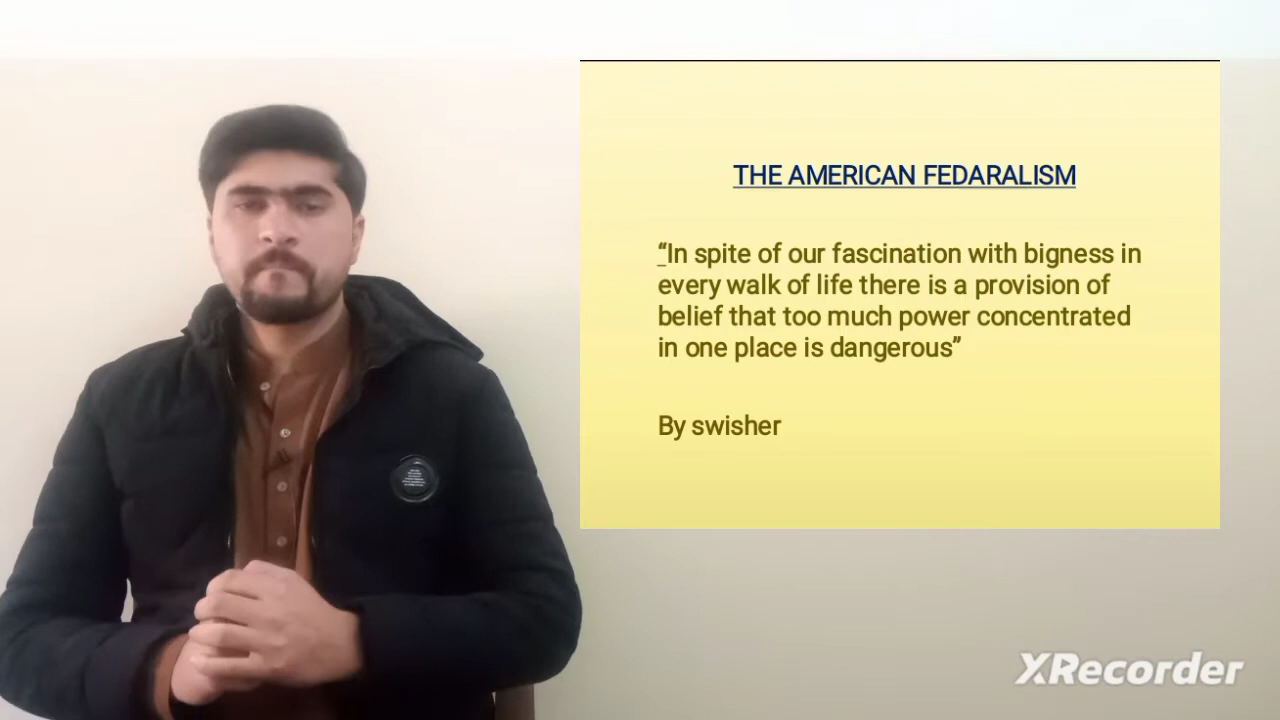 THE AMERICAN FEDARALISM
“In spite of our fascination with bigness in
every walk of life there is a provision of
belief that too much power concentrated
in one place is dangerous”
By swisher
XRecorder